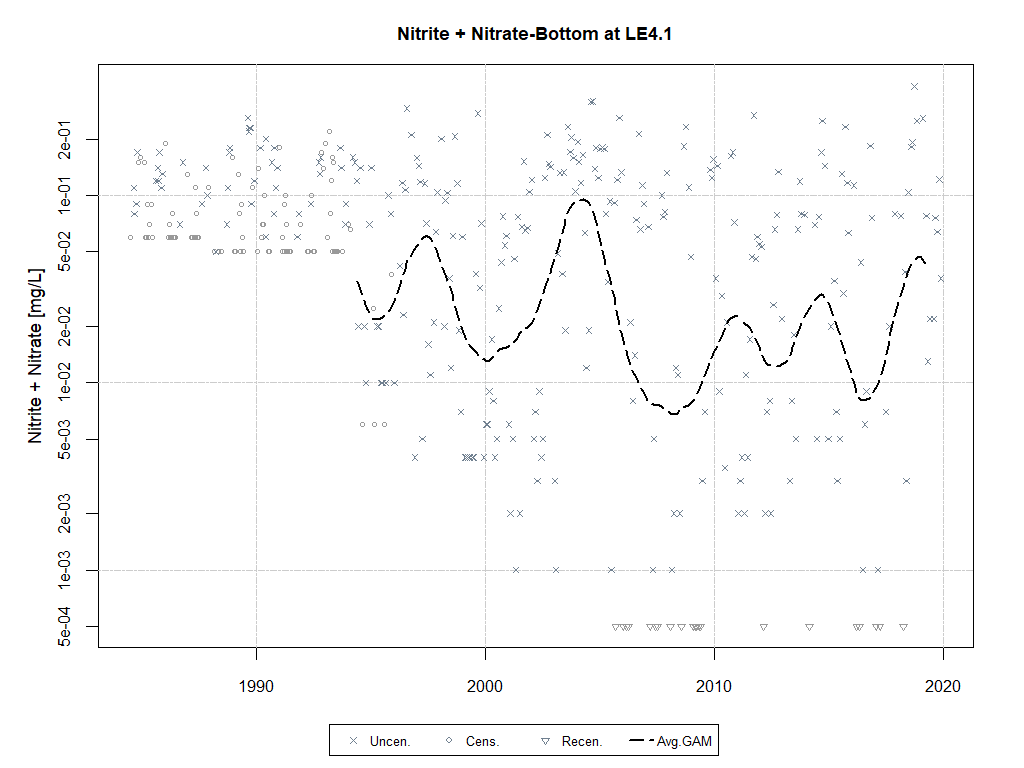 Nitrite + Nitrate-Bottom at LE4.1
Nitrite + Nitrate [mg/L]
2e-01
1e-01
5e-02
2e-02
1e-02
5e-03
2e-03
1e-03
5e-04
1990 2000 2010 2020
Uncen. Cens. Recen. Avg.GAM